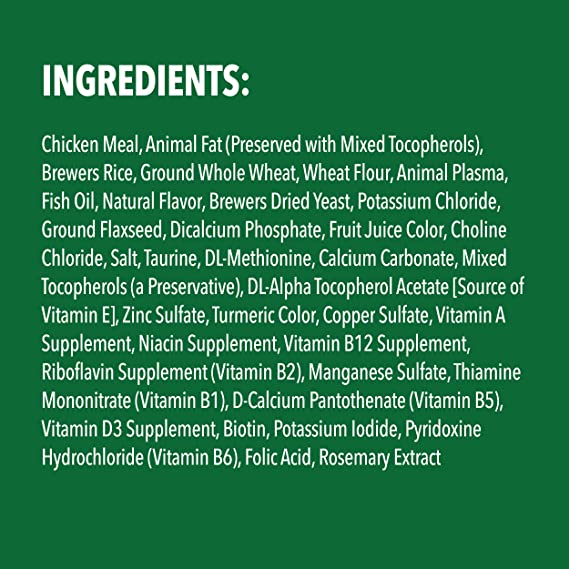 INGREDIENTS:
Chicken Meal, Animal Fat (Preserved with Mixed Tocopherols),
Brewers Rice, Ground Whole Wheat, Wheat Flour, Animal Plasma,
Fish Oil, Natural Flavor, Brewers Dried Yeast, Potassium Chloride,
Ground Flaxseed, Dicalcium Phosphate, Fruit Juice Color, Choline
Chloride, Salt, Taurine, DL-Methionine, Calcium Carbonate, Mixed
Tocopherols (a Preservative), DL-Alpha Tocopherol Acetate [Source of
Vitamin E], Zinc Sulfate, Turmeric Color, Copper Sulfate, Vitamin A
Supplement, Niacin Supplement, Vitamin B12 Supplement,
Riboflavin Supplement (Vitamin B2), Manganese Sulfate, Thiamine
Mononitrate (Vitamin B1), D-Calcium Pantothenate (Vitamin B5),
Vitamin D3 Supplement, Biotin, Potassium Iodide, Pyridoxine
Hydrochloride (Vitamin B6), Folic Acid, Rosemary Extract